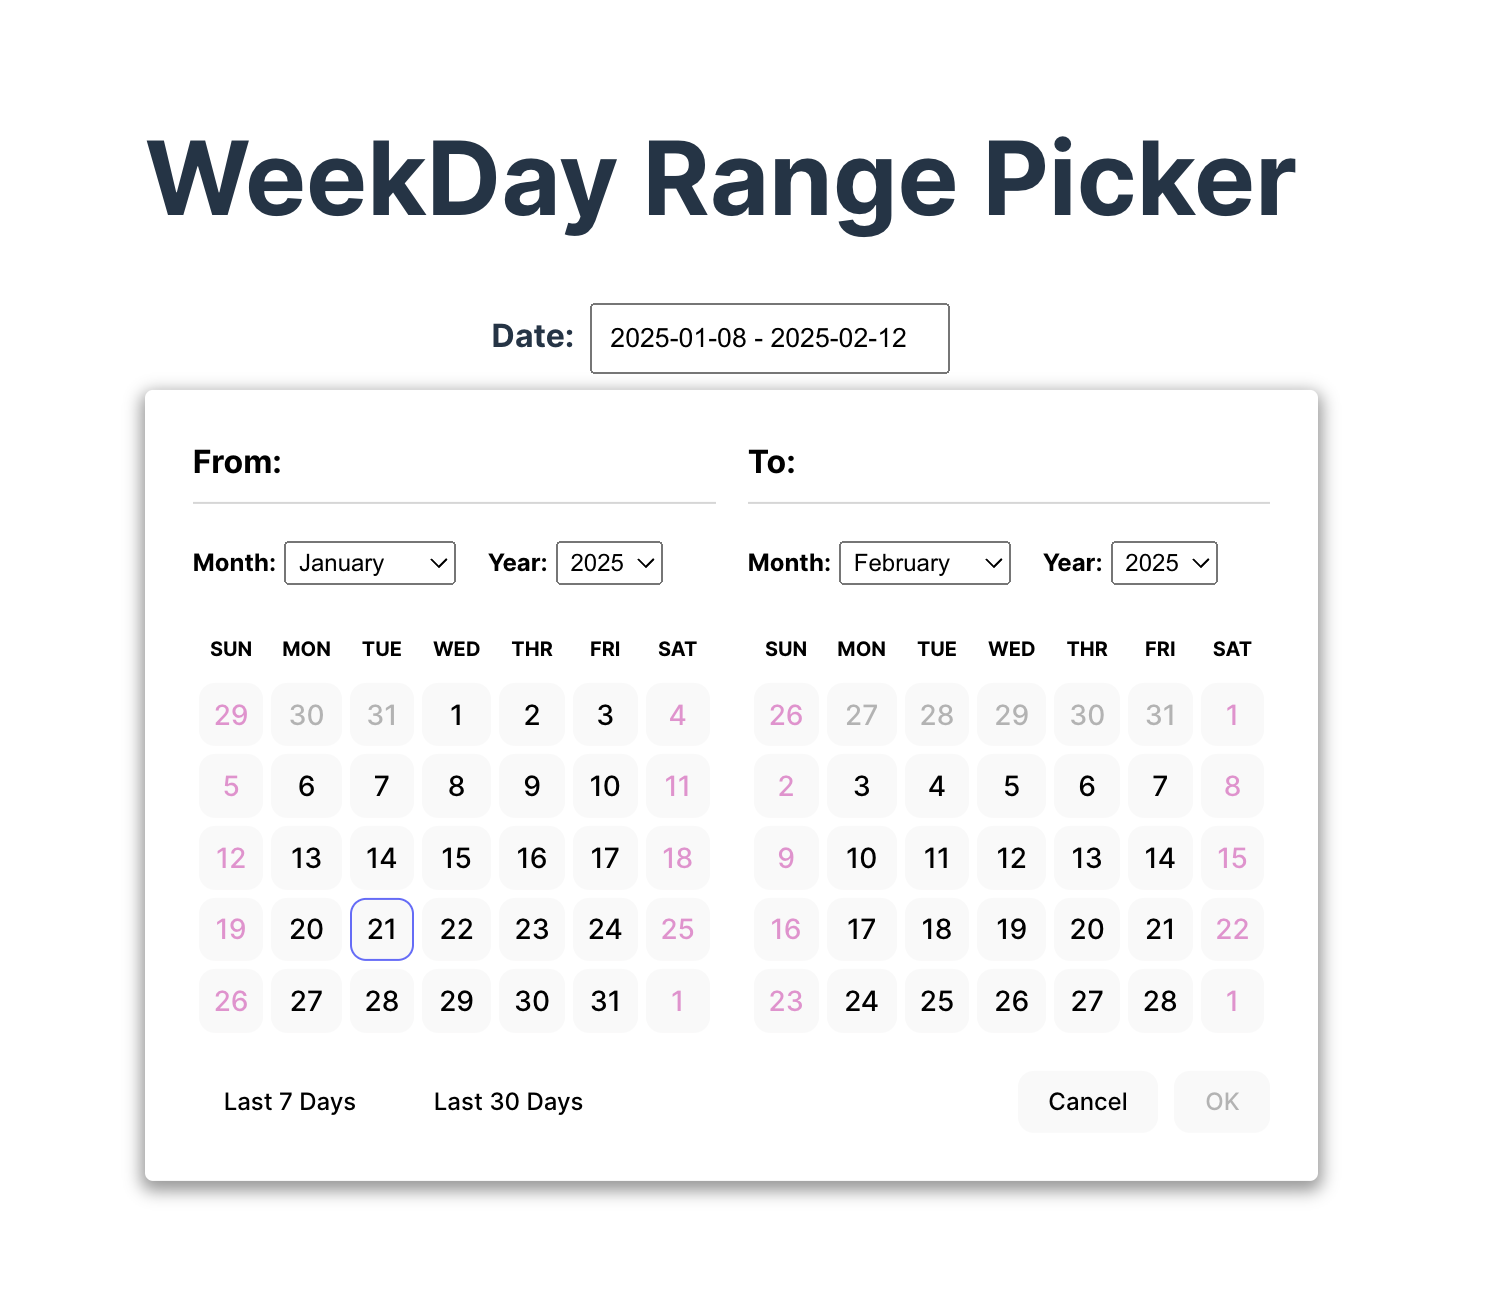 WeekDay Range Picker
Date: 2025-01-08 - 2025-02-12
From:
Month: January Year: 2025
SUN MON TUE WED THR FRI SAT
29 30 31 1 2 3 4
5 6 7 8 9 10 11
12 13 14 15 16 17 18
19 20 21 22 23 24 25
26 27 28 29 30 31 1
To:
Month: February Year: 2025
SUN MON TUE WED THR FRI SAT
26 27 28 29 30 31 1
2 3 4 5 6 7 8
9 10 11 12 13 14 15
16 17 18 19 20 21 22
23 24 25 26 27 28 1
Last 7 Days Last 30 Days Cancel OK